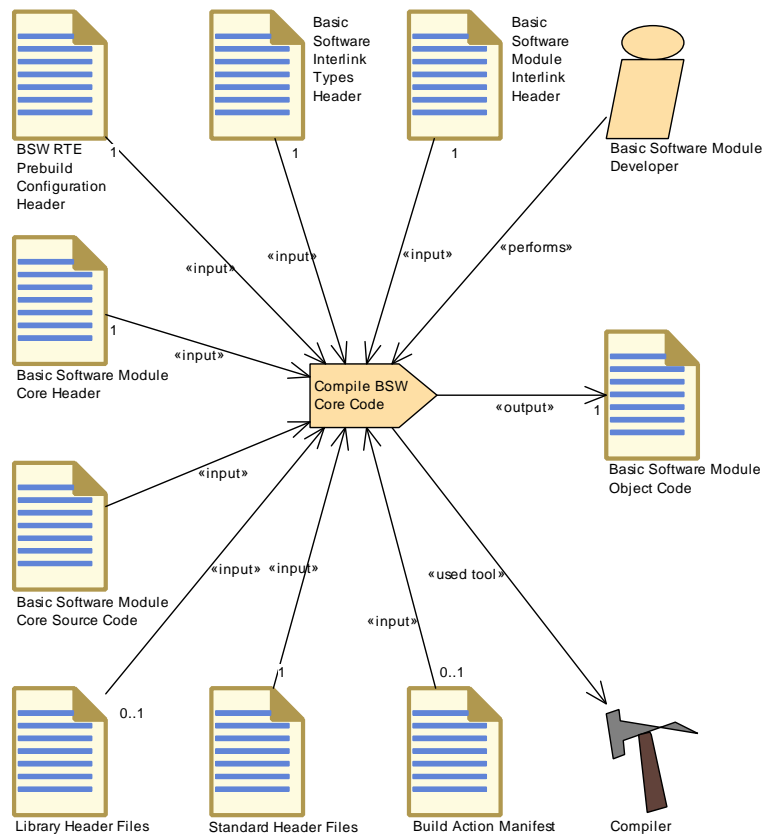 Basic
Software
Interlink
Types
Header
Basic
Software
Module
Interlink
Header
BSW RTE
Prebuild
Configuration
Header
1
1
1
Basic Software Module
Developer
«input»
«input»
«input»
«performs»
Basic Software Module
Core Header
1
«input»
Compile BSW
Core Code
«output»
1
Basic Software Module
Object Code
Basic Software Module
Core Source Code
«input»
«input»
«input»
«input»
«used tool»
0..1
1
0..1
Library Header Files
Standard Header Files
Build Action Manifest
Compiler